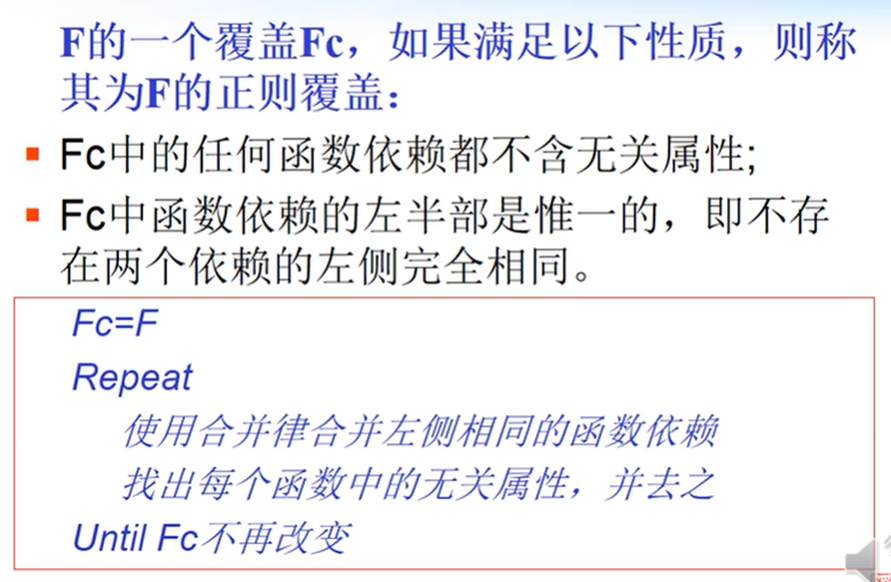 F的一个覆盖Fc，如果满足以下性质，则称
其为F的正则覆盖：
Fc中的任何函数依赖都不含无关属性;
Fc中函数依赖的左半部是惟一的，即不存
在两个依赖的左侧完全相同。
Fc=F
Repeat
使用合并律合并左侧相同的函数依赖
找出每个函数中的无关属性，并去之
Until Fc不再改变